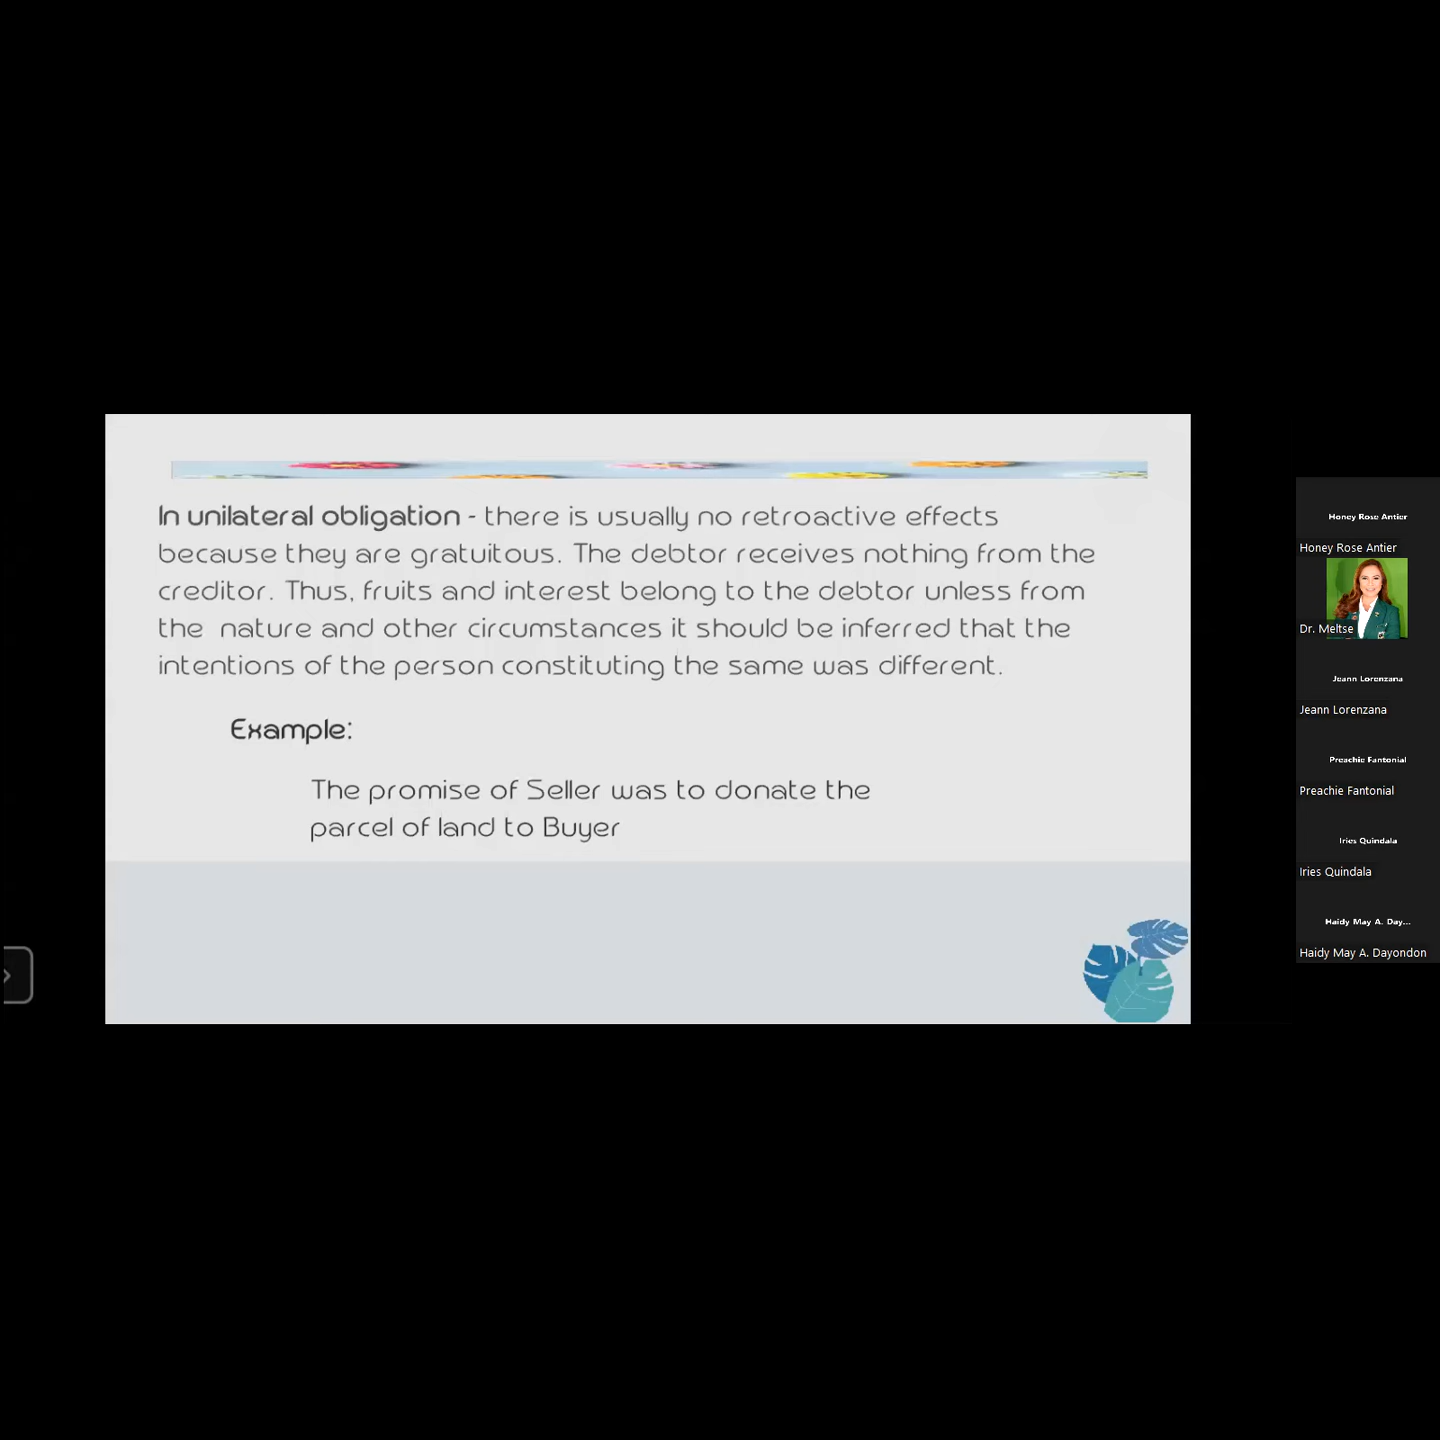 In unilateral obligation - there is usually no retroactive effects
because they are gratuitous. The debtor receives nothing from the
creditor. Thus, fruits and interest belong to the debtor unless from
the nature and other circumstances it should be inferred that the
intentions of the person constituting the same was different.
Example:
The promise of Seller was to donate the
parcel of land to Buyer
Honey Rose Antier
Honey Rose Antier
Dr. Meltse
Jeann Lorenzana
Jeann Lorenzana
Preachie Fantonial
Preachie Fantonial
Iries Quindala
Iries Quindala
Haidy May A. Day...
Haidy May A. Dayondon